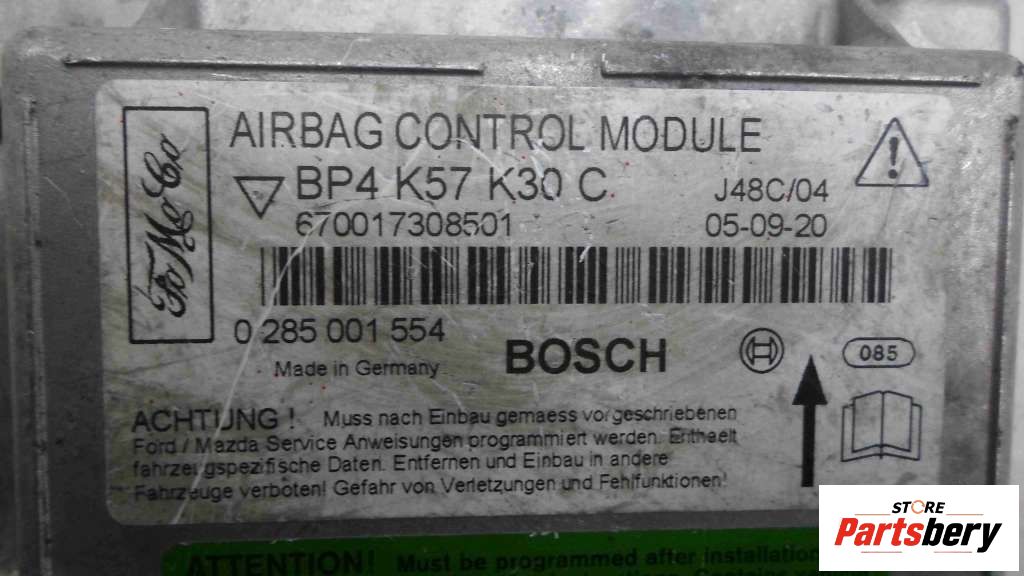 FoMoCo
AIRBAG CONTROL MODULE
BP4 K57 K30 C
J48C/04
670017308501
05-09-20
0 285 001 554
Made in Germany
BOSCH
085
ACHTUNG ! Muss nach Einbau gemaess vorgeschriebenen
Ford / Mazda Service Anweisungen programmiert werden. Enthaelt
fahrzeugspezifische Daten. Entfernen und Einbau in andere
Fahrzeuge verboten! Gefahr von Verletzungen und Fehlfunktionen!
ATTENTION! Must be programmed after installation
STORE
Partsbery